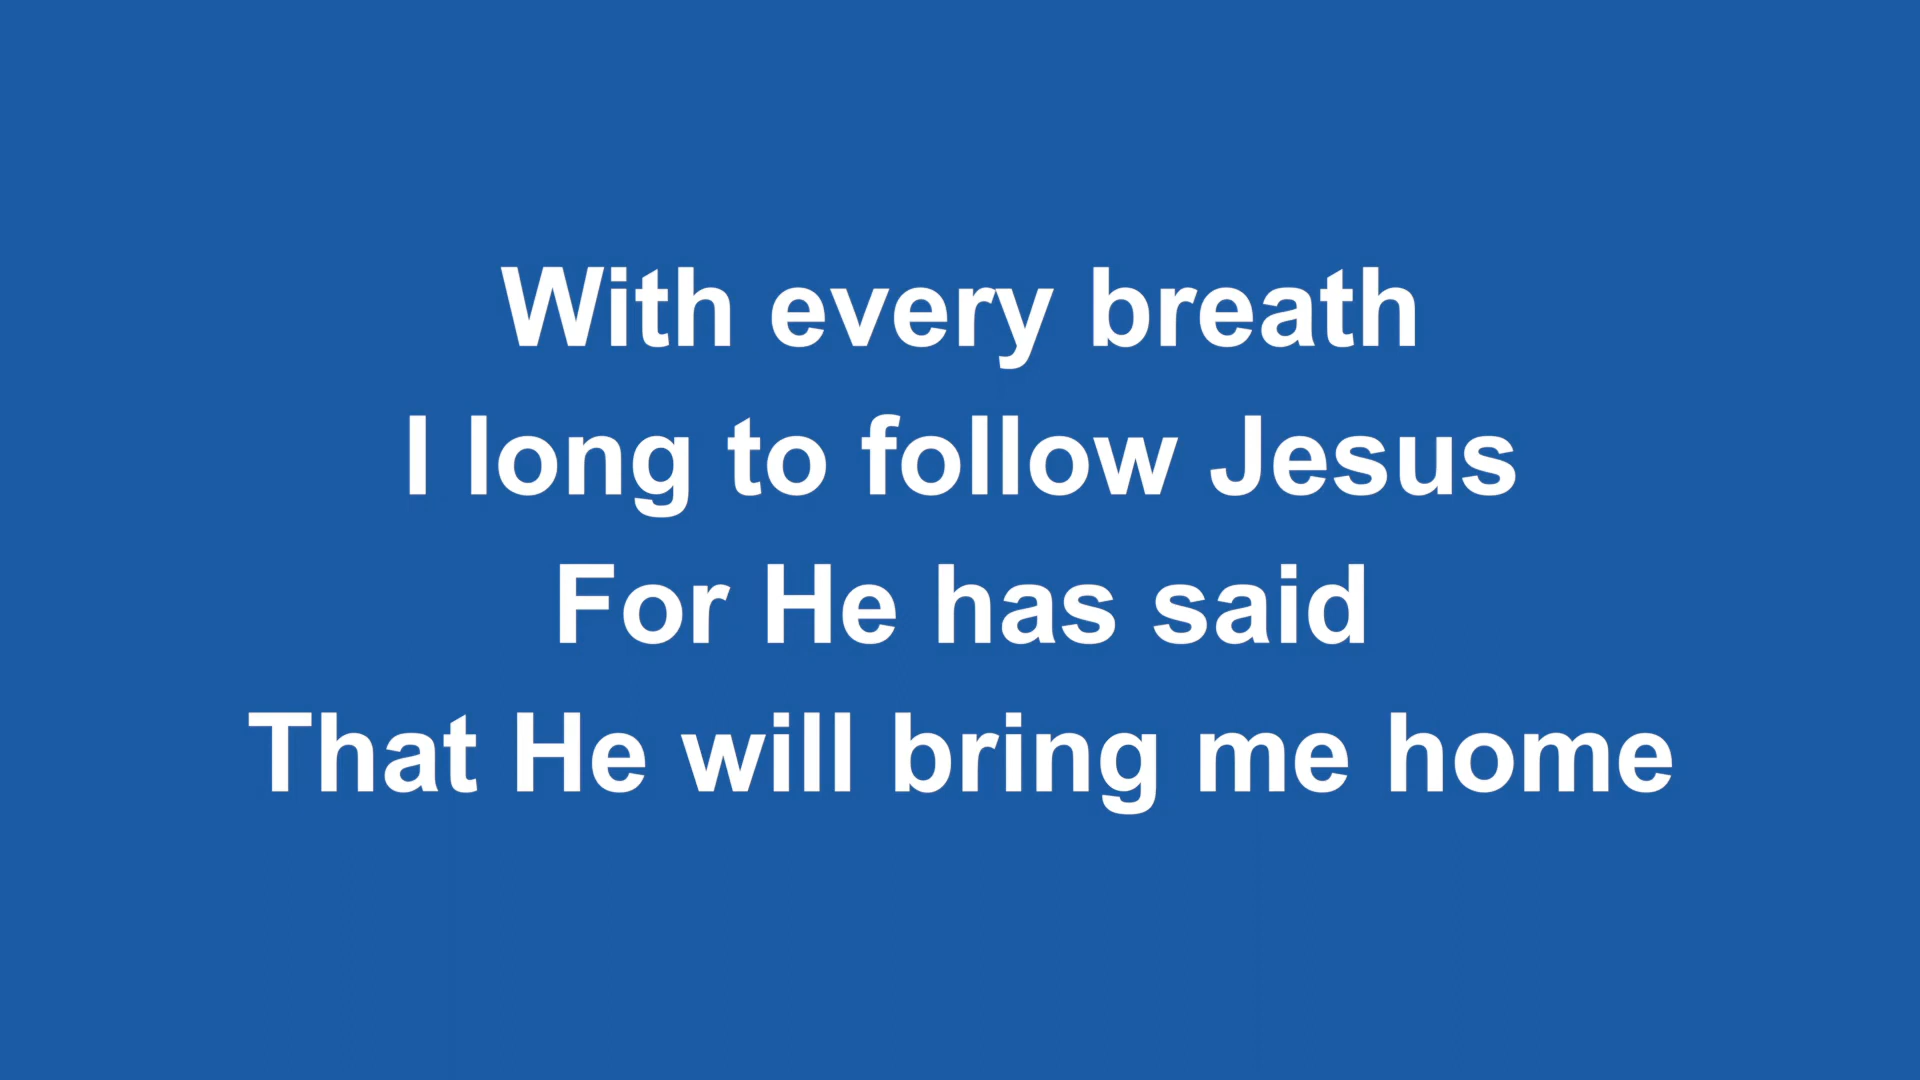 With every breath
I long to follow Jesus
For He has said
That He will bring me home